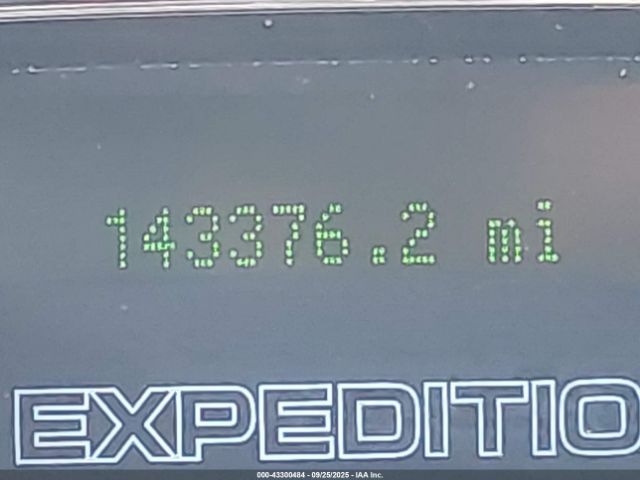 143376.2 mi
EXPEDITIO
000-43300484 - 09/25/2025 - IAA Inc.